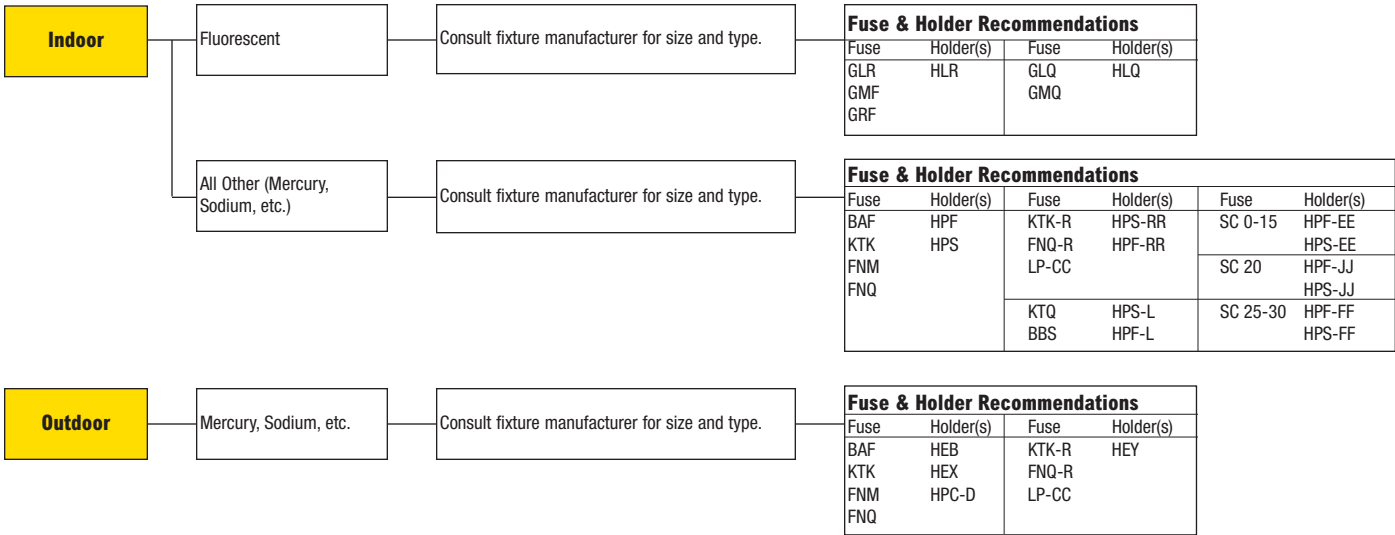 Indoor
Fluorescent
Consult fixture manufacturer for size and type.
Fuse & Holder Recommendations
Fuse Holder(s) Fuse Holder(s)
GLR HLR GLQ HLQ
GMF GMQ
GRF
All Other (Mercury,
Sodium, etc.)
Consult fixture manufacturer for size and type.
Fuse & Holder Recommendations
Fuse Holder(s) Fuse Holder(s) Fuse Holder(s)
BAF HPF KTK-R HPS-RR SC 0-15 HPF-EE
KTK HPS FNQ-R HPF-RR HPS-EE
FNM LP-CC SC 20 HPF-JJ
FNQ HPS-JJ
KTQ HPS-L SC 25-30 HPF-FF
BBS HPF-L HPS-FF
Outdoor
Mercury, Sodium, etc.
Consult fixture manufacturer for size and type.
Fuse & Holder Recommendations
Fuse Holder(s) Fuse Holder(s)
BAF HEB KTK-R HEY
KTK HEX FNQ-R
FNM HPC-D LP-CC
FNQ